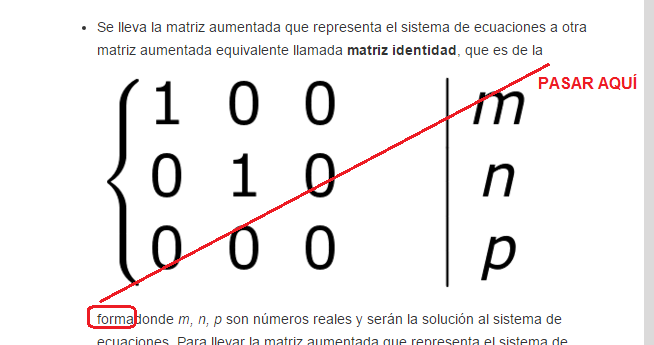 • Se lleva la matriz aumentada que representa el sistema de ecuaciones a otra
matriz aumentada equivalente llamada matriz identidad, que es de la
PASAR AQUÍ
1 0 0 | m
0 1 0 | n
0 0 0 | p
formadonde m, n, p son números reales y serán la solución al sistema de
ecuaciones. Para llevar la matriz aumentada que representa el sistema de